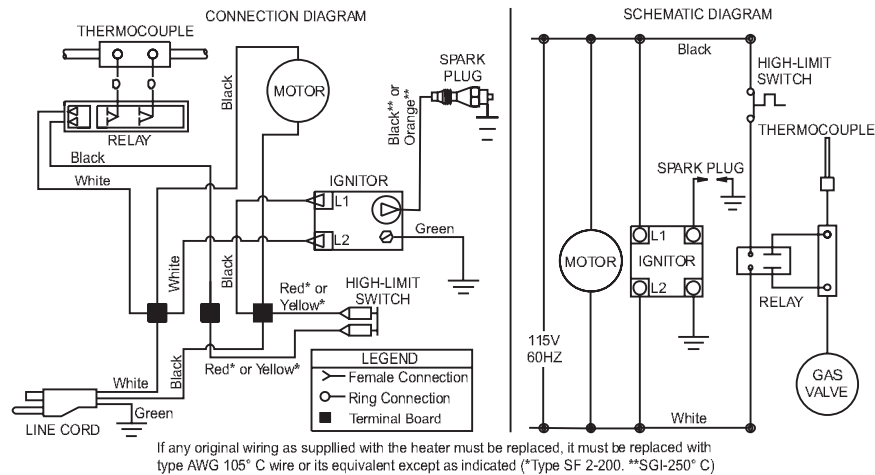 CONNECTION DIAGRAM
THERMOCOUPLE
RELAY
Black
White
Black
MOTOR
Black** or
Orange**
SPARK
PLUG
IGNITOR
L1
L2
Green
White
Black
Red* or
Yellow*
HIGH-LIMIT
SWITCH
Red* or Yellow*
White
Black
Green
LINE CORD
LEGEND
Female Connection
Ring Connection
Terminal Board
SCHEMATIC DIAGRAM
Black
HIGH-LIMIT
SWITCH
THERMOCOUPLE
SPARK PLUG
MOTOR
L1
IGNITOR
L2
RELAY
115V
60HZ
GAS
VALVE
White
If any original wiring as suppllied with the heater must be replaced, it must be replaced with
type AWG 105° C wire or its equivalent except as indicated (*Type SF 2-200. **SGI-250° C)